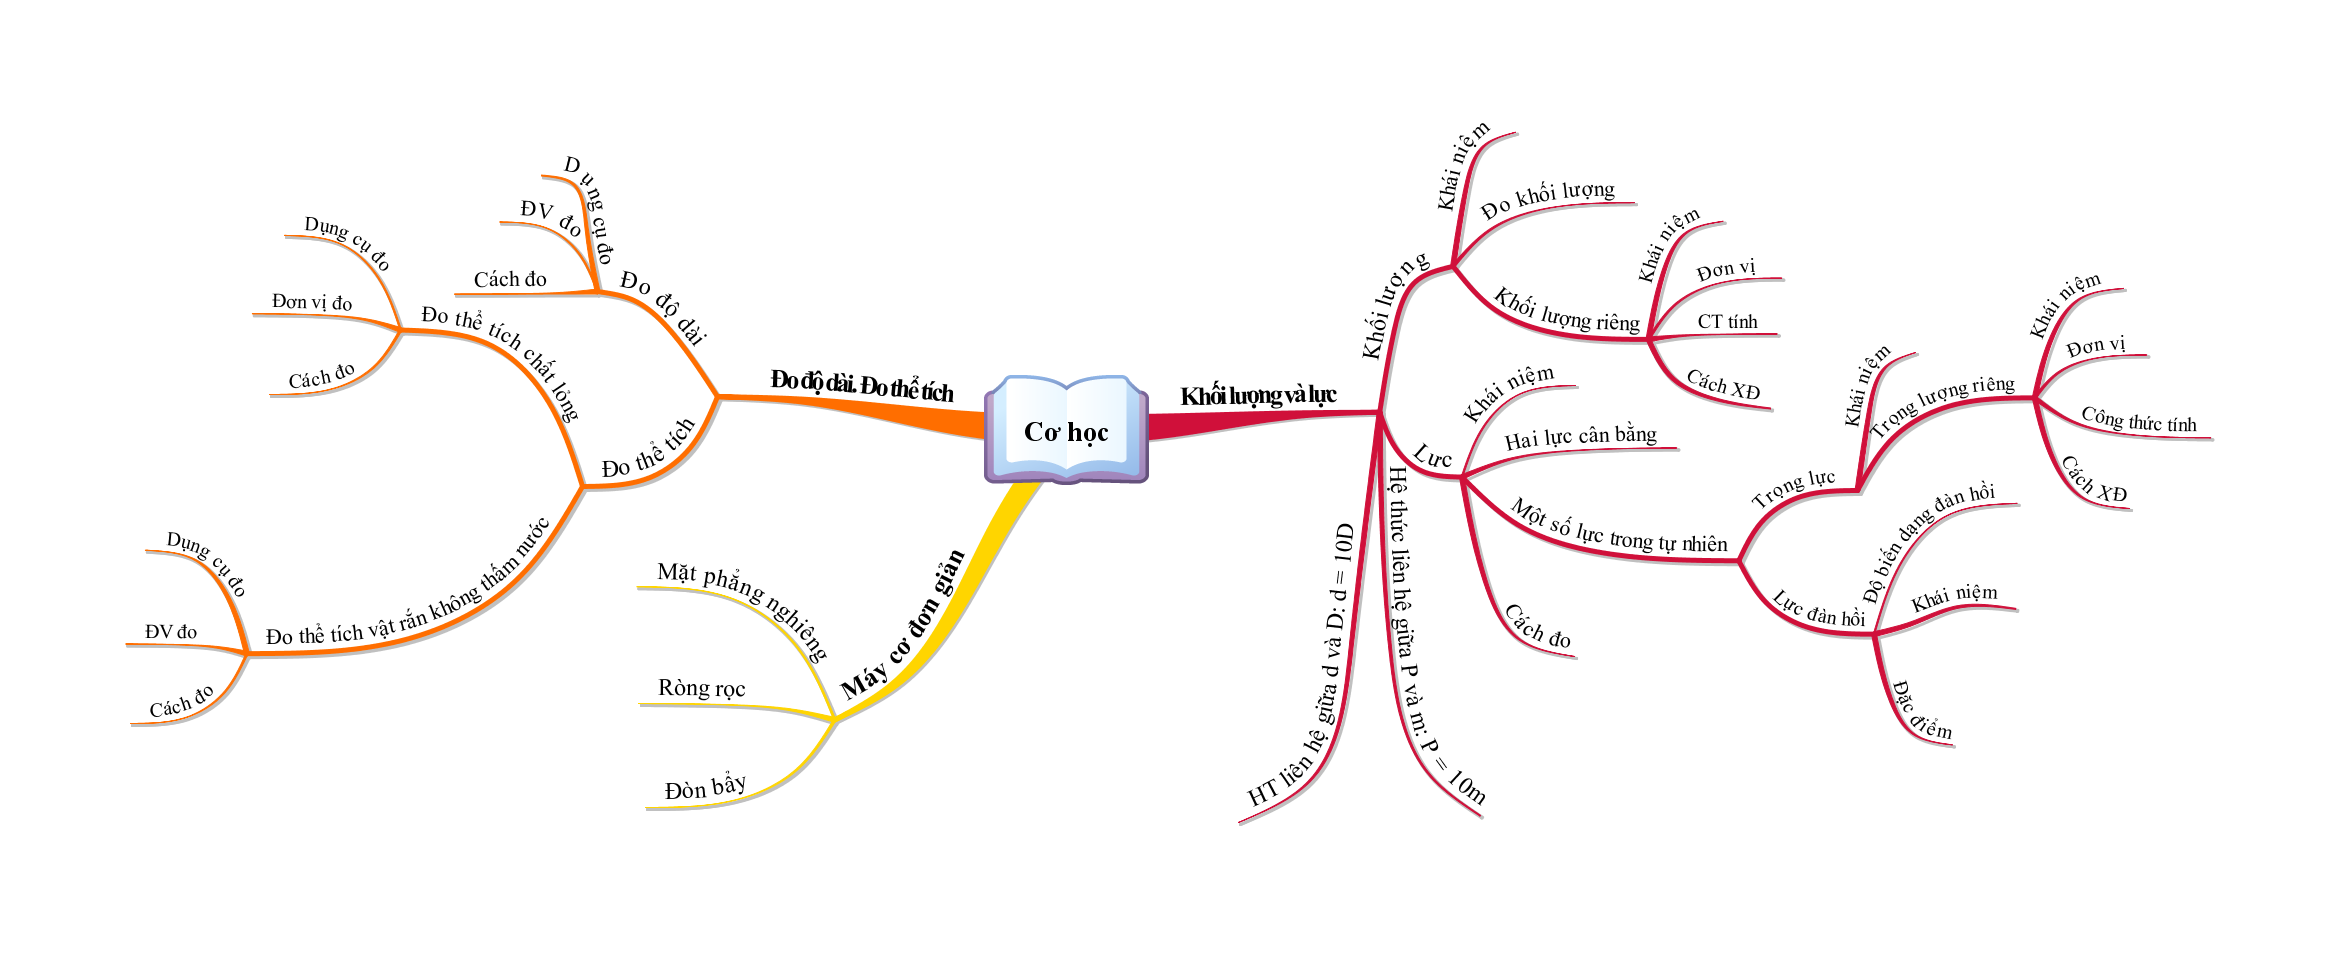 Cơ học
Đo độ dài. Đo thể tích
Đo độ dài
Dụng cụ đo
ĐV đo
Cách đo
Đo thể tích
Đo thể tích chất lỏng
Dụng cụ đo
Đơn vị đo
Cách đo
Đo thể tích vật rắn không thấm nước
Dụng cụ đo
ĐV đo
Cách đo
Máy cơ đơn giản
Mặt phẳng nghiêng
Ròng rọc
Đòn bẩy
Khối lượng và lực
Khối lượng
Khái niệm
Đo khối lượng
Khối lượng riêng
Khái niệm
Đơn vị
CT tính
Cách XĐ
Lực
Khái niệm
Hai lực cân bằng
Một số lực trong tự nhiên
Trọng lực
Khái niệm
Trọng lượng riêng
Khái niệm
Đơn vị
Công thức tính
Cách XĐ
Lực đàn hồi
Độ biến dạng đàn hồi
Khái niệm
Đặc điểm
Cách đo
Hệ thức liên hệ giữa P và m: P = 10m
HT liên hệ giữa d và D: d = 10D